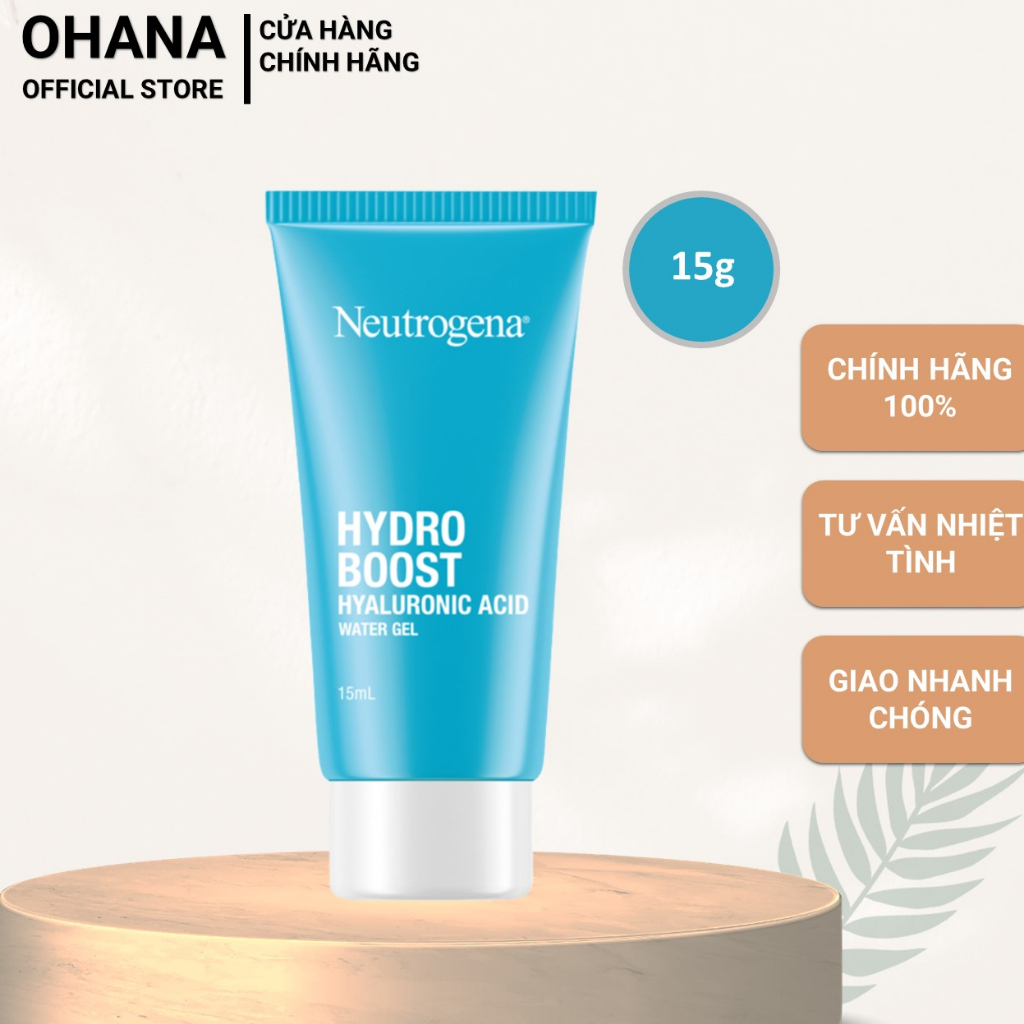 OHANA
OFFICIAL STORE
CỬA HÀNG
CHÍNH HÃNG
15g
Neutrogena®
CHÍNH HÃNG
100%
HYDRO
BOOST
HYALURONIC ACID
WATER GEL
15mL
TƯ VẤN NHIỆT
TÌNH
GIAO NHANH
CHÓNG